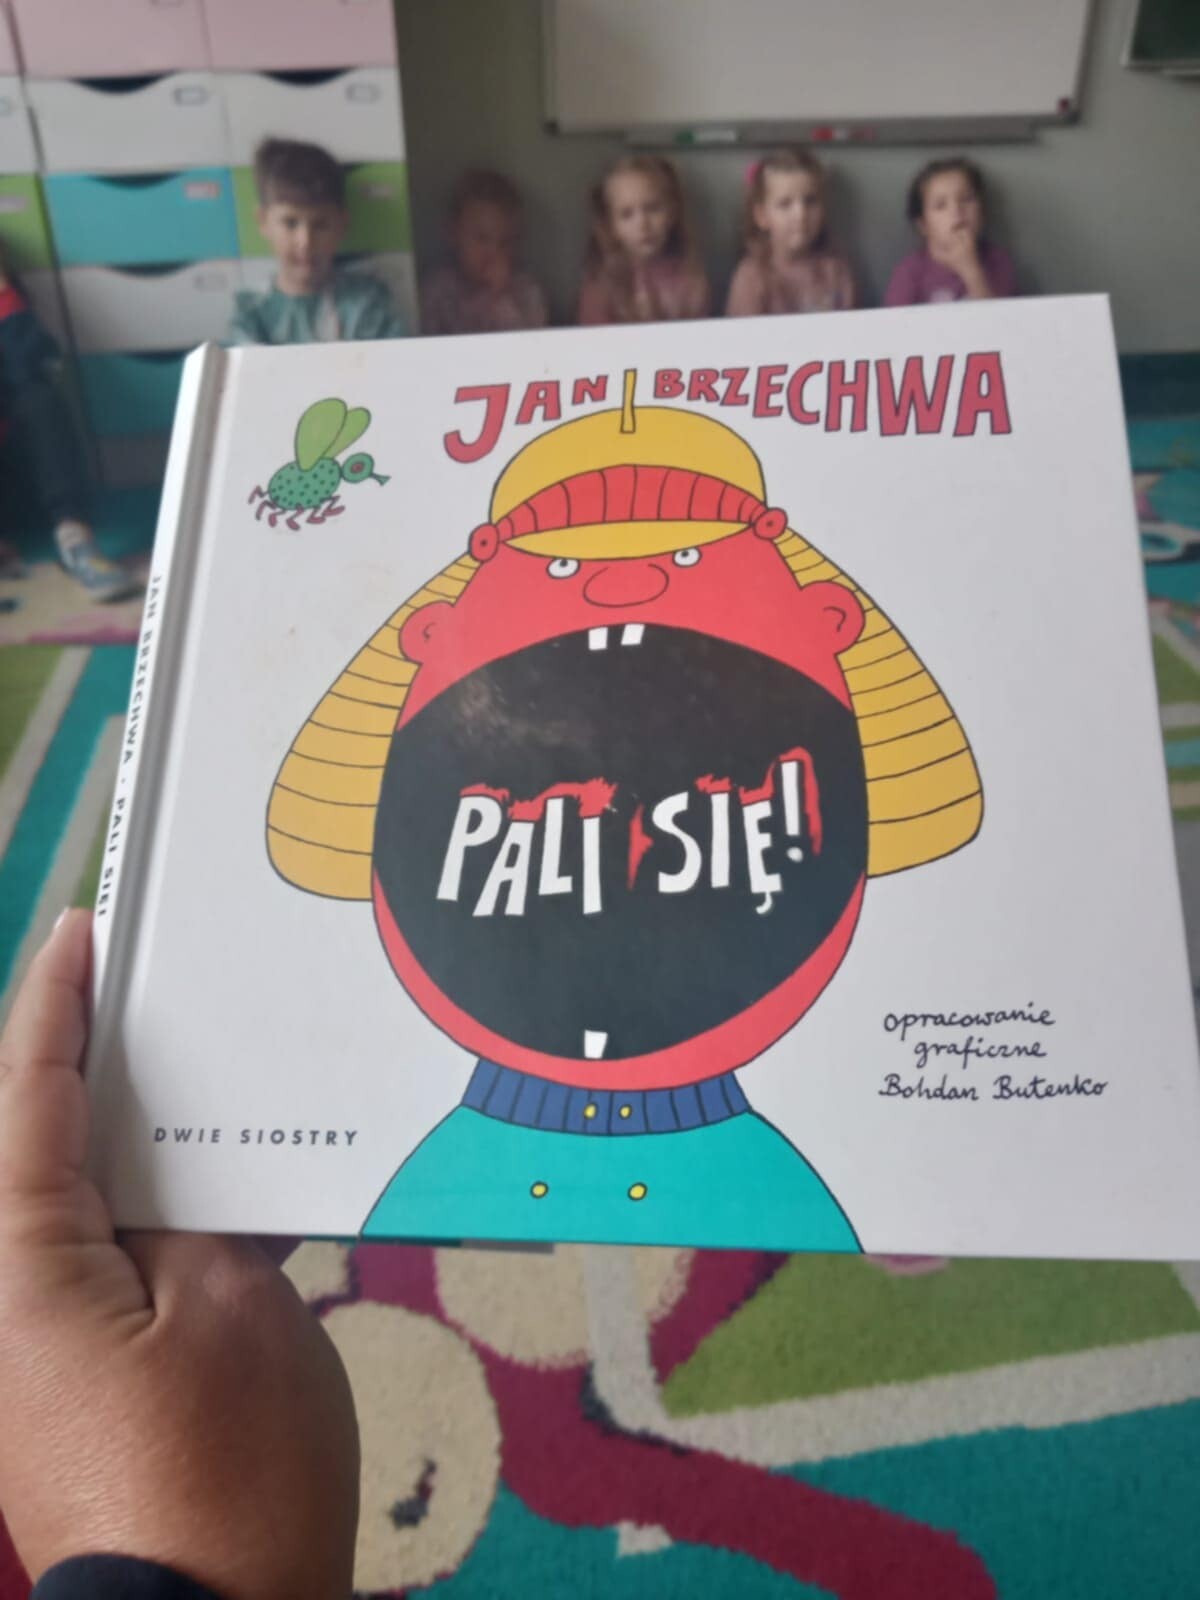 JAN BRZECHWA
PALI SIĘ!
opracowanie
graficzne
Bohdan Butenko
DWIE SIOSTRY
JAN BRZECHWA · PALI SIĘ!